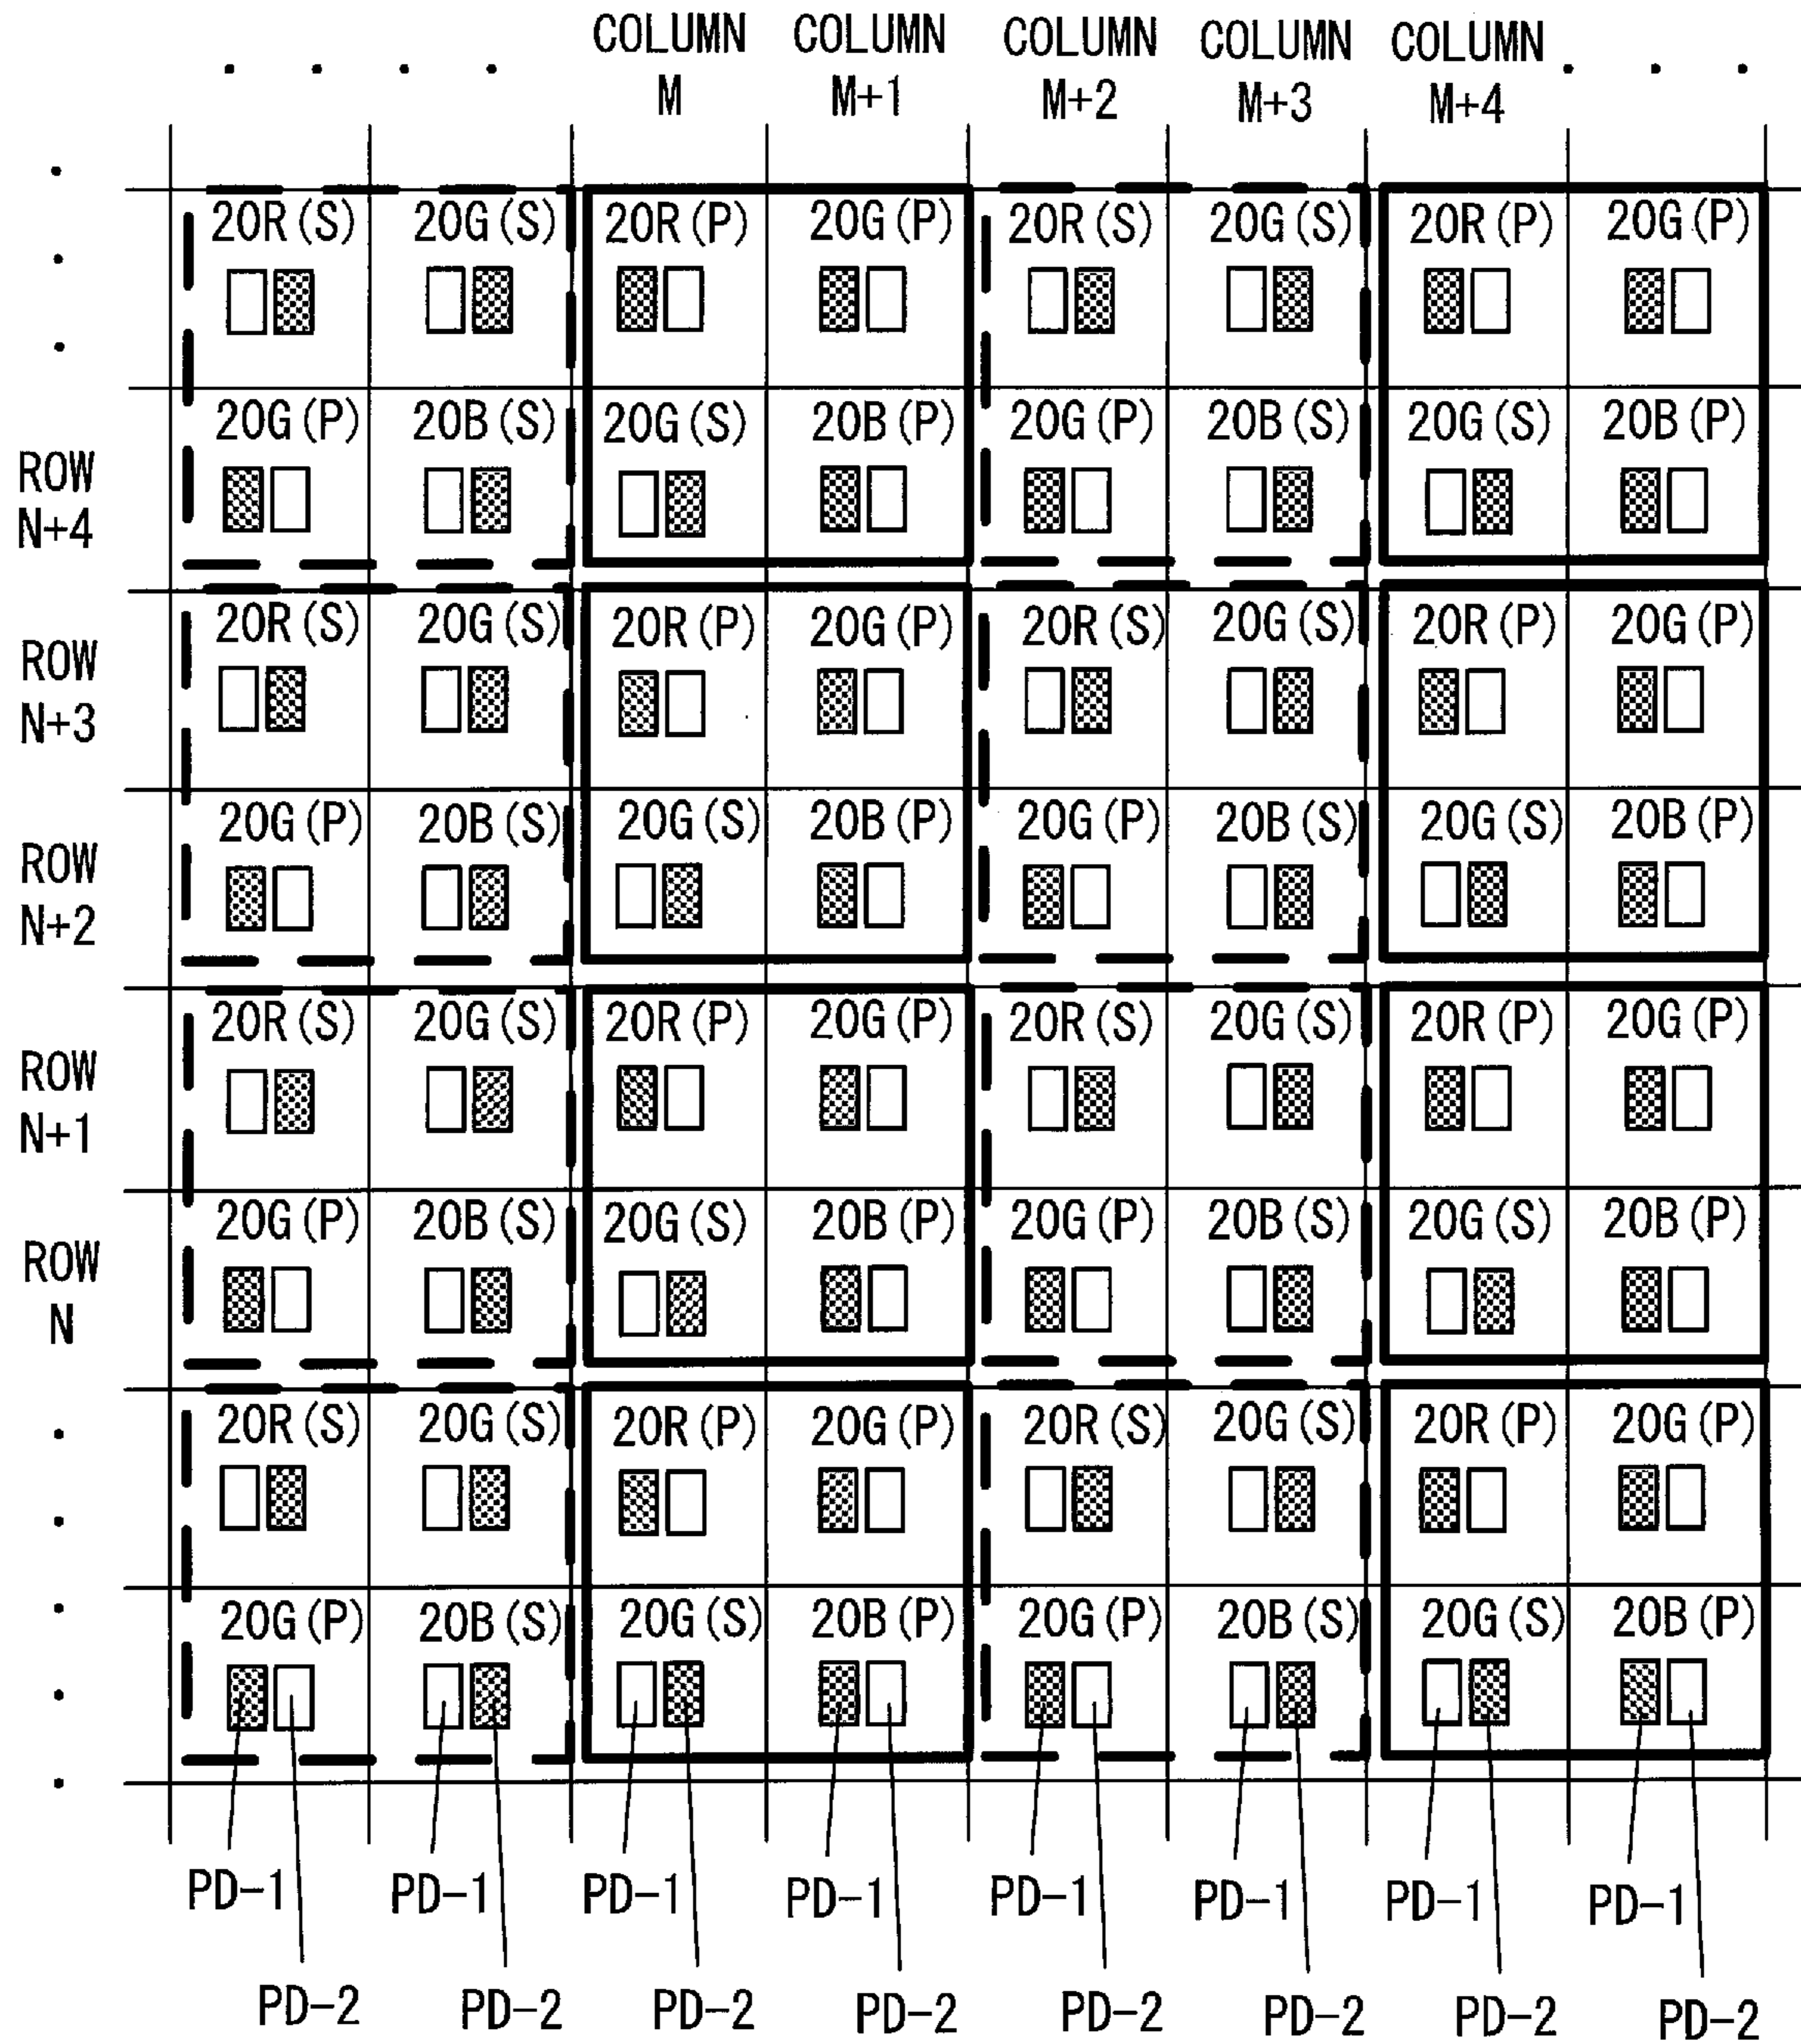 COLUMN COLUMN COLUMN COLUMN COLUMN
M M+1 M+2 M+3 M+4
20R(S) 20G(S) 20R(P) 20G(P) 20R(S) 20G(S) 20R(P) 20G(P)
20G(P) 20B(S) 20G(S) 20B(P) 20G(P) 20B(S) 20G(S) 20B(P)
ROW
N+4
20R(S) 20G(S) 20R(P) 20G(P) 20R(S) 20G(S) 20R(P) 20G(P)
ROW
N+3
20G(P) 20B(S) 20G(S) 20B(P) 20G(P) 20B(S) 20G(S) 20B(P)
ROW
N+2
20R(S) 20G(S) 20R(P) 20G(P) 20R(S) 20G(S) 20R(P) 20G(P)
ROW
N+1
20G(P) 20B(S) 20G(S) 20B(P) 20G(P) 20B(S) 20G(S) 20B(P)
ROW
N
20R(S) 20G(S) 20R(P) 20G(P) 20R(S) 20G(S) 20R(P) 20G(P)
20G(P) 20B(S) 20G(S) 20B(P) 20G(P) 20B(S) 20G(S) 20B(P)
PD-1 PD-1 PD-1 PD-1 PD-1 PD-1 PD-1 PD-1
PD-2 PD-2 PD-2 PD-2 PD-2 PD-2 PD-2 PD-2